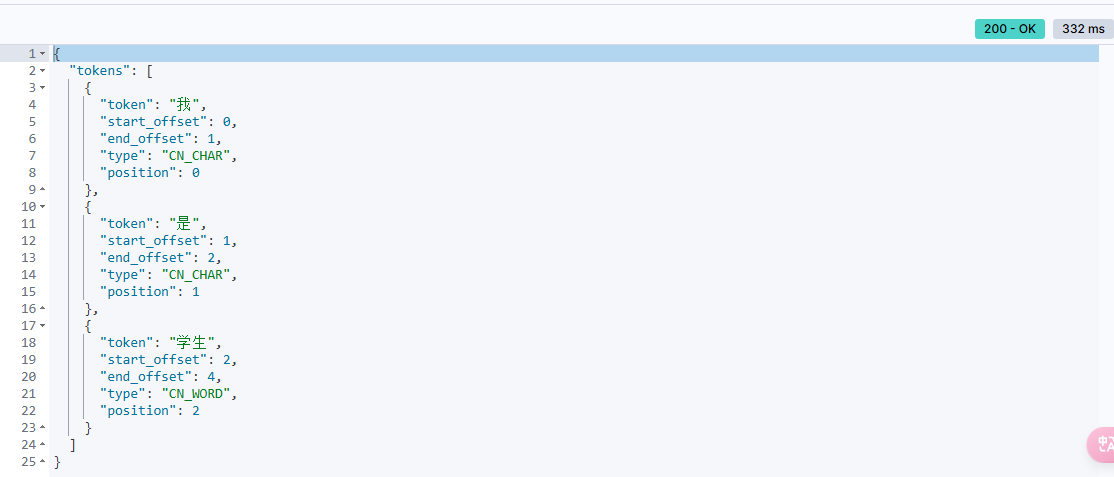 200 - OK 332 ms
1 {
2 "tokens": [
3 {
4 "token": "我",
5 "start_offset": 0,
6 "end_offset": 1,
7 "type": "CN_CHAR",
8 "position": 0
9 },
10 {
11 "token": "是",
12 "start_offset": 1,
13 "end_offset": 2,
14 "type": "CN_CHAR",
15 "position": 1
16 },
17 {
18 "token": "学生",
19 "start_offset": 2,
20 "end_offset": 4,
21 "type": "CN_WORD",
22 "position": 2
23 }
24 ]
25 }